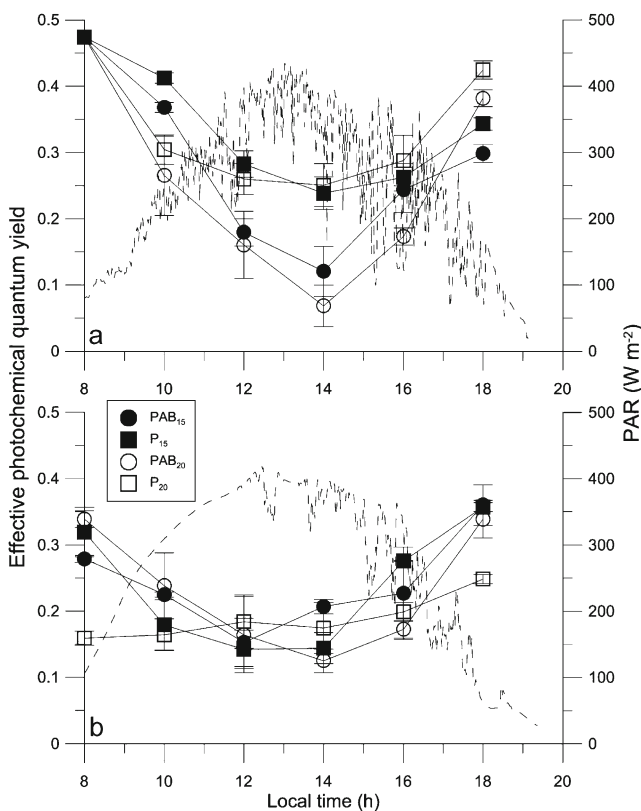 0.5
0.4
0.3
0.2
0.1
0
500
400
300
200
100
0
a
8 10 12 14 16 18 20
Effective photochemical quantum yield
PAR (W m-2)
PAB15
P15
PAB20
P20
0.5
0.4
0.3
0.2
0.1
0
500
400
300
200
100
0
b
8 10 12 14 16 18 20
Local time (h)